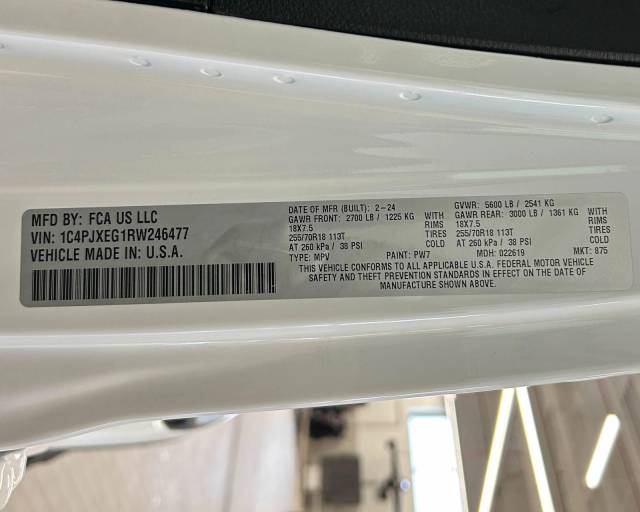 MFD BY: FCA US LLC
VIN: 1C4PJXEG1RW246477
VEHICLE MADE IN: U.S.A.
DATE OF MFR (BUILT): 2-24 GVWR: 5600 LB / 2541 KG
GAWR FRONT: 2700 LB / 1225 KG WITH GAWR REAR: 3000 LB / 1361 KG WITH
18X7.5 RIMS 18X7.5 RIMS
255/70R18 113T TIRES 255/70R18 113T TIRES
AT 260 kPa / 38 PSI AT 260 kPa / 38 PSI
TYPE: MPV PAINT: PW7 MDH: 022619 MKT: 875
THIS VEHICLE CONFORMS TO ALL APPLICABLE U.S.A. FEDERAL MOTOR VEHICLE
SAFETY AND THEFT PREVENTION STANDARDS IN EFFECT ON THE DATE OF
MANUFACTURE SHOWN ABOVE.